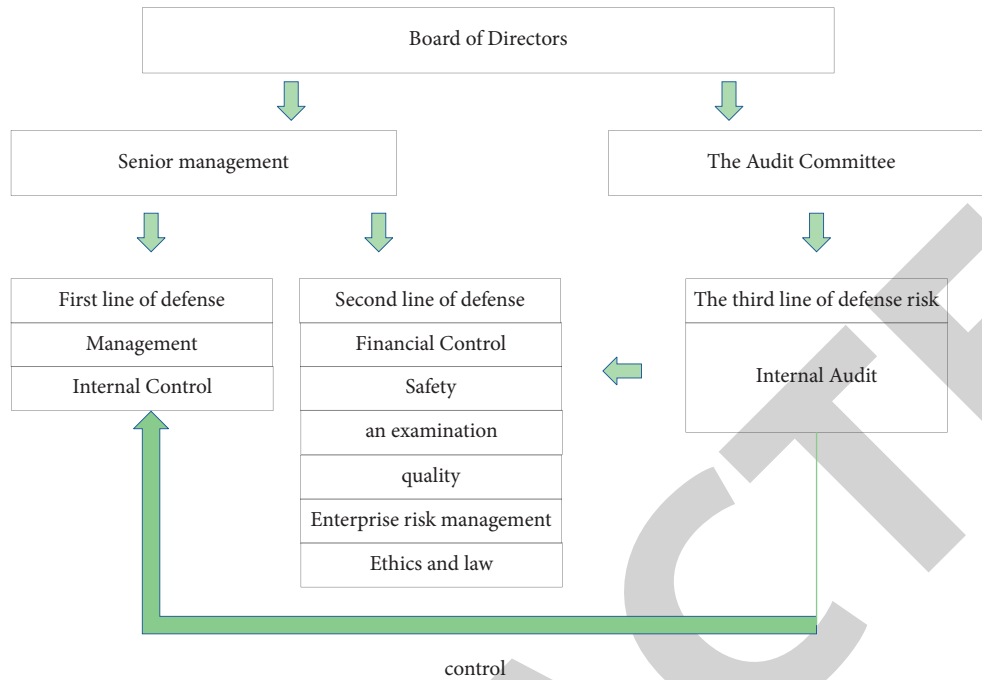 Board of Directors
Senior management
The Audit Committee
First line of defense
Management
Internal Control
Second line of defense
Financial Control
Safety
an examination
quality
Enterprise risk management
Ethics and law
The third line of defense risk
Internal Audit
control